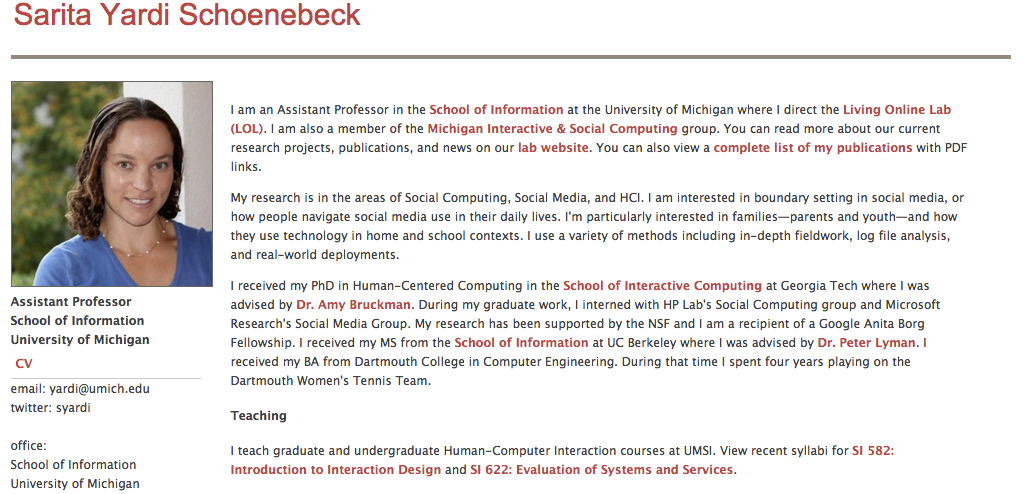 Sarita Yardi Schoenebeck
I am an Assistant Professor in the School of Information at the University of Michigan where I direct the Living Online Lab
(LOL). I am also a member of the Michigan Interactive & Social Computing group. You can read more about our current
research projects, publications, and news on our lab website. You can also view a complete list of my publications with PDF
links.
My research is in the areas of Social Computing, Social Media, and HCI. I am interested in boundary setting in social media, or
how people navigate social media use in their daily lives. I'm particularly interested in families—parents and youth—and how
they use technology in home and school contexts. I use a variety of methods including in-depth fieldwork, log file analysis,
and real-world deployments.
I received my PhD in Human-Centered Computing in the School of Interactive Computing at Georgia Tech where I was
advised by Dr. Amy Bruckman. During my graduate work, I interned with HP Lab's Social Computing group and Microsoft
Research's Social Media Group. My research has been supported by the NSF and I am a recipient of a Google Anita Borg
Fellowship. I received my MS from the School of Information at UC Berkeley where I was advised by Dr. Peter Lyman. I
received my BA from Dartmouth College in Computer Engineering. During that time I spent four years playing on the
Dartmouth Women's Tennis Team.
Teaching
I teach graduate and undergraduate Human-Computer Interaction courses at UMSI. View recent syllabi for SI 582:
Introduction to Interaction Design and SI 622: Evaluation of Systems and Services.
Assistant Professor
School of Information
University of Michigan
CV
email: yardi@umich.edu
twitter: syardi
office:
School of Information
University of Michigan